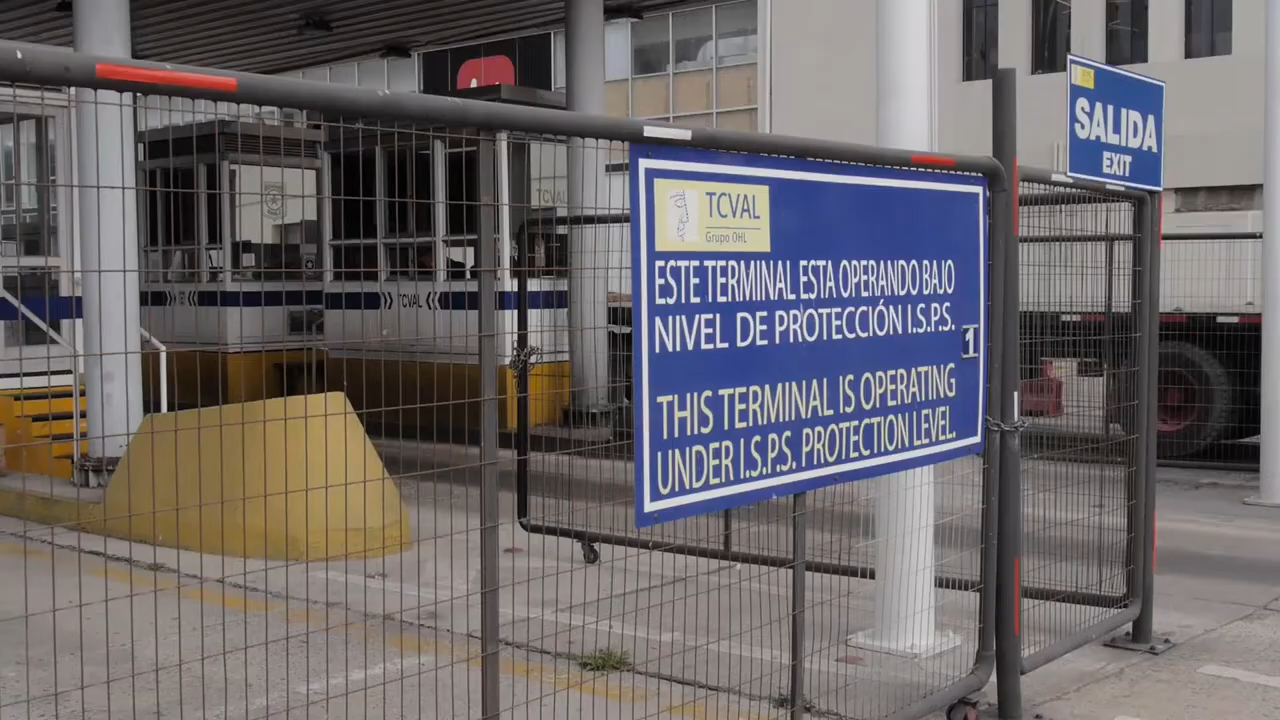 SALIDA
EXIT
TCVAL
Grupo OHL
ESTE TERMINAL ESTA OPERANDO BAJO
NIVEL DE PROTECCIÓN I.S.P.S.
1
THIS TERMINAL IS OPERATING
UNDER I.S.P.S. PROTECTION LEVEL.
TCVAL
TCVAL